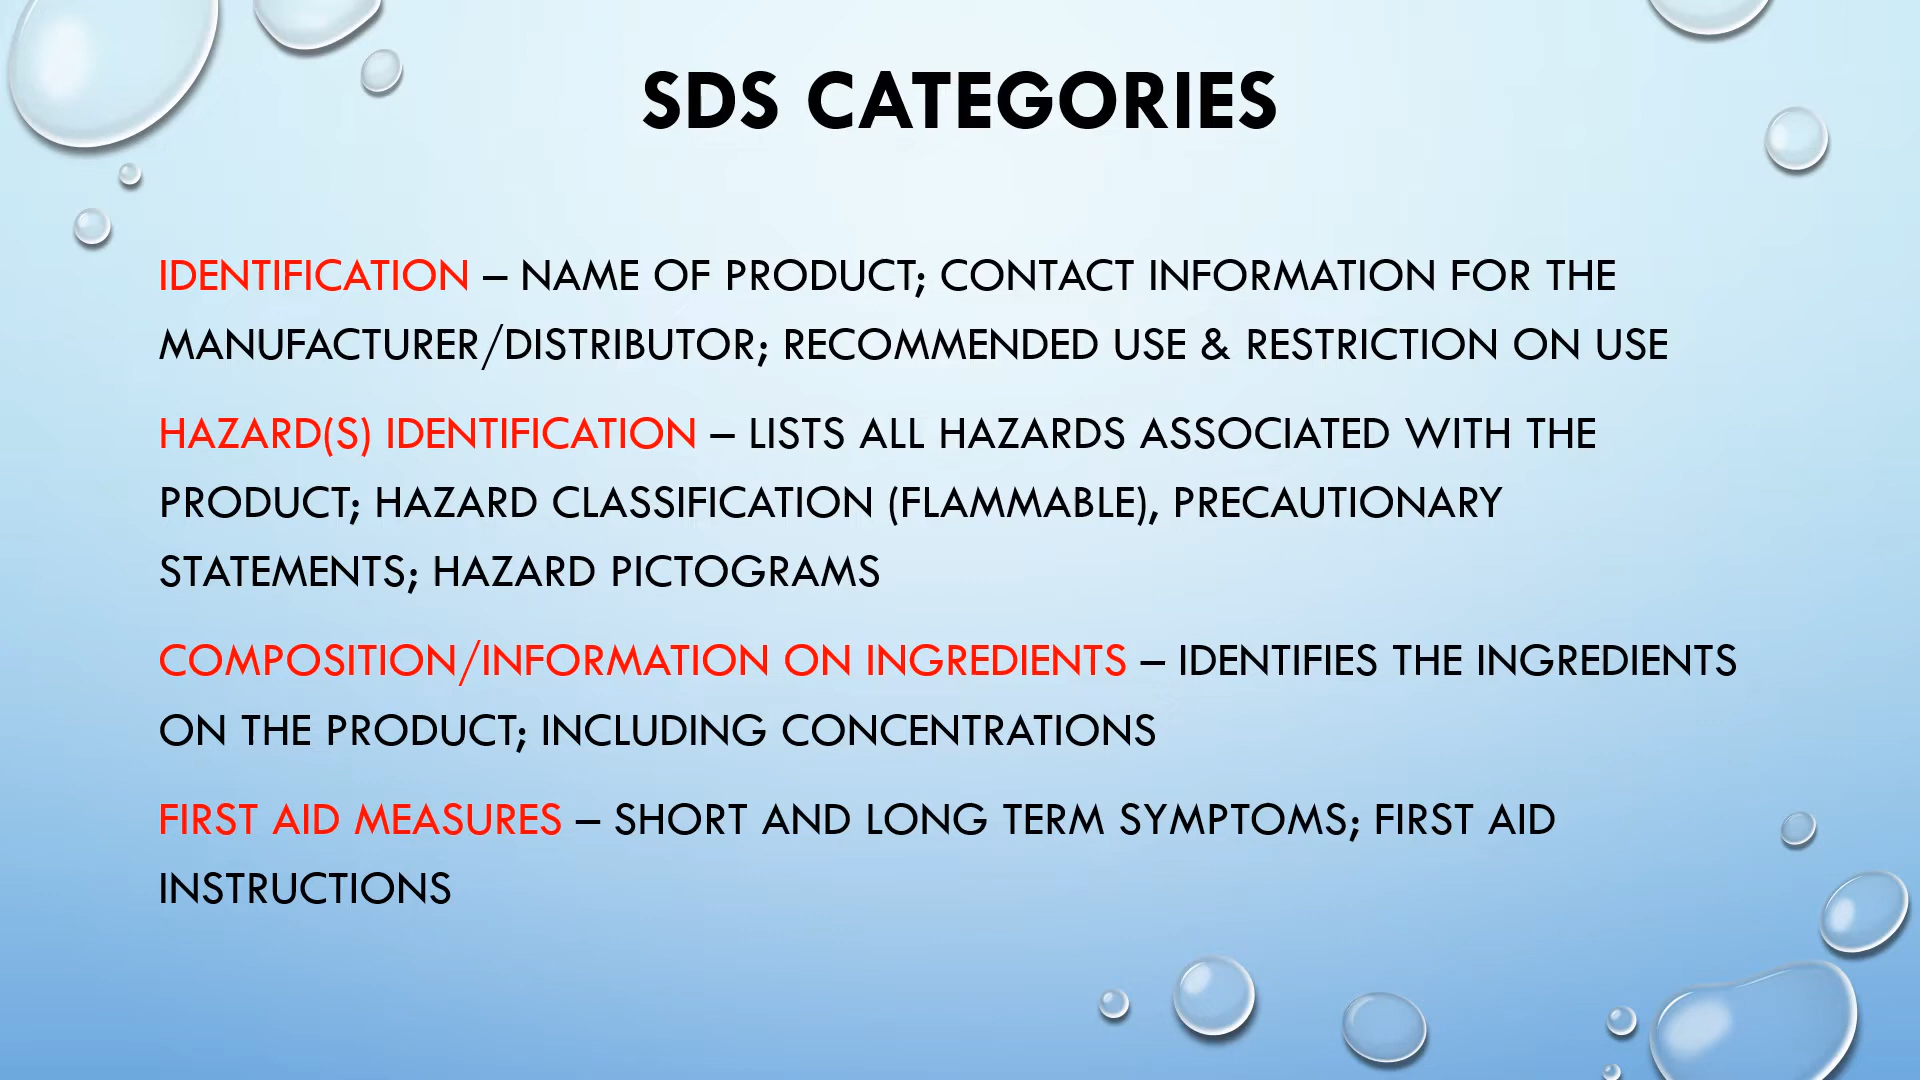 SDS CATEGORIES
IDENTIFICATION – NAME OF PRODUCT; CONTACT INFORMATION FOR THE
MANUFACTURER/DISTRIBUTOR; RECOMMENDED USE & RESTRICTION ON USE
HAZARD(S) IDENTIFICATION – LISTS ALL HAZARDS ASSOCIATED WITH THE
PRODUCT; HAZARD CLASSIFICATION (FLAMMABLE), PRECAUTIONARY
STATEMENTS; HAZARD PICTOGRAMS
COMPOSITION/INFORMATION ON INGREDIENTS – IDENTIFIES THE INGREDIENTS
ON THE PRODUCT; INCLUDING CONCENTRATIONS
FIRST AID MEASURES – SHORT AND LONG TERM SYMPTOMS; FIRST AID
INSTRUCTIONS